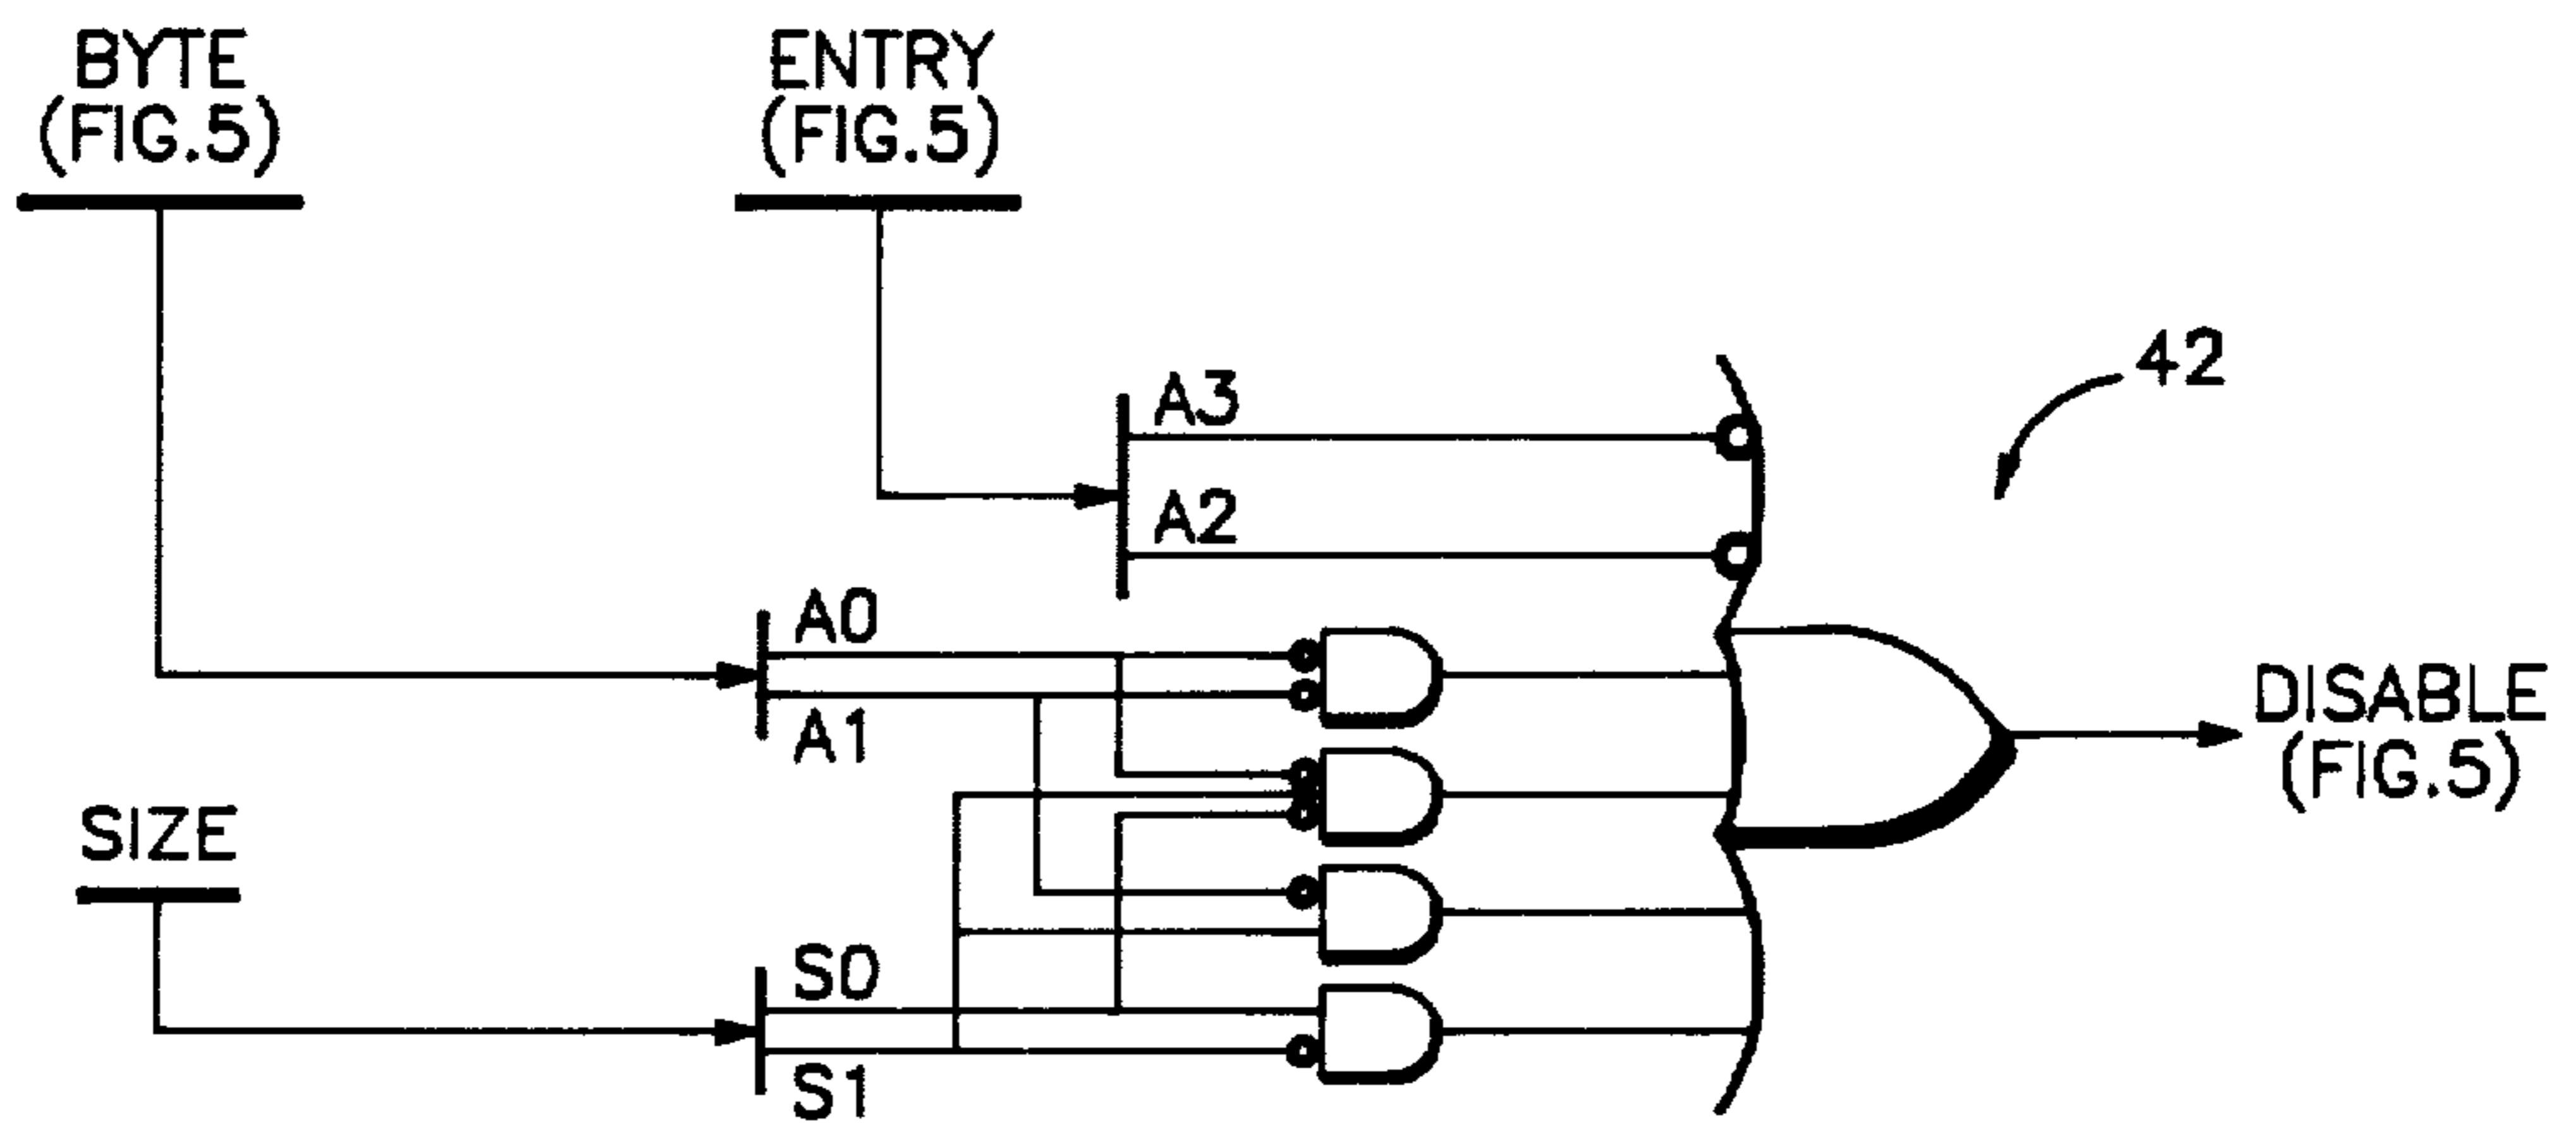 BYTE
(FIG.5)
ENTRY
(FIG.5)
A3
42
A2
A0
A1
DISABLE
(FIG.5)
SIZE
S0
S1